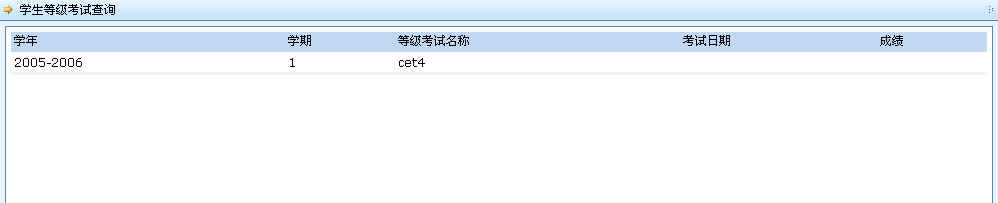 学生等级考试查询
学年 学期 等级考试名称 考试日期 成绩
2005-2006 1 cet4